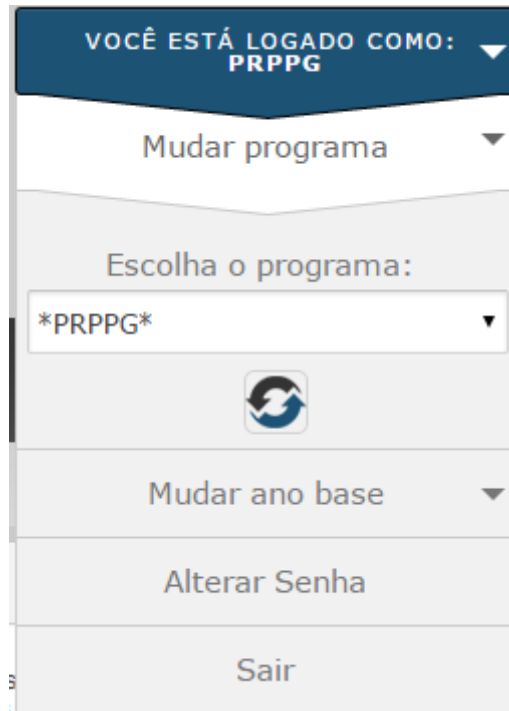 VOCÊ ESTÁ LOGADO COMO:
PRPPG
Mudar programa
Escolha o programa:
*PRPPG*
Mudar ano base
Alterar Senha
Sair